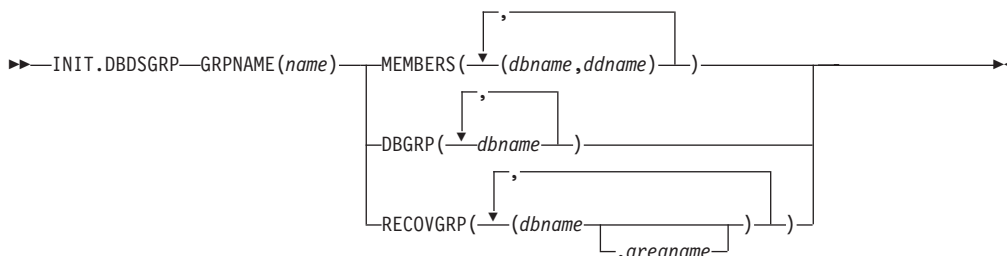 ,
INIT.DBDSGRP GRPNAME(name) MEMBERS( (dbname,ddname) )
,
DBGRP( dbname )
,
RECOVGRP( (dbname ) )
,areaname